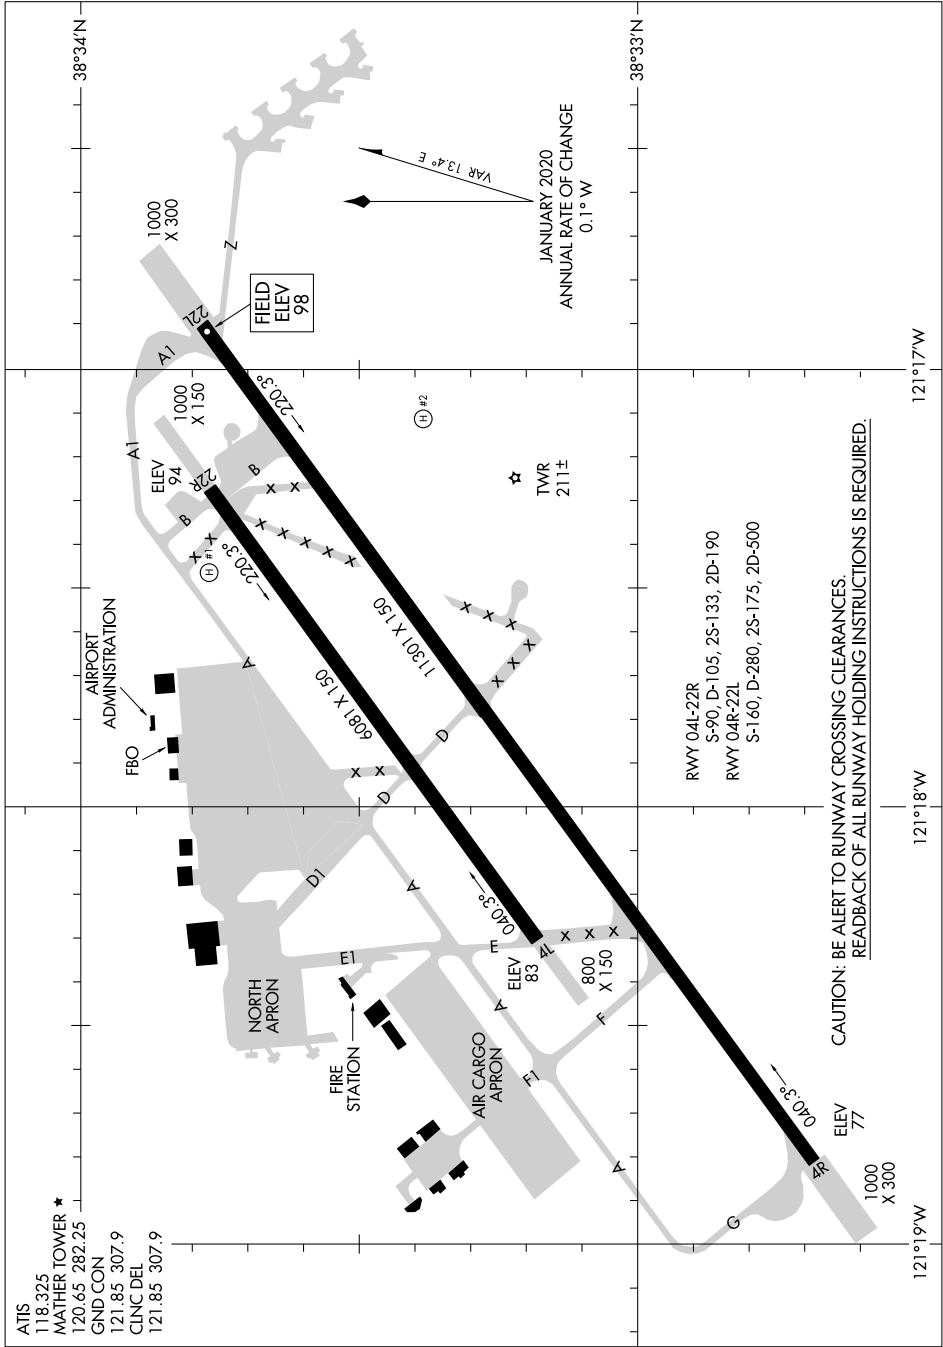 ATIS
118.325
MATHER TOWER ★
120.65 282.25
GND CON
121.85 307.9
CLNC DEL
121.85 307.9
38°34'N
38°33'N
121°19'W
121°18'W
121°17'W
NORTH
APRON
FIRE
STATION
AIR CARGO
APRON
FBO
AIRPORT
ADMINISTRATION
E1
D1
D
D
A
A
A
A
E
F
F1
G
B
B
A1
A1
Z
H #1
H #2
ELEV
94
22R
220.3°
1000
X 150
22L
220.3°
1000
X 300
FIELD
ELEV
98
6081 X 150
11301 X 150
040.3°
4L
ELEV
83
800
X 150
040.3°
4R
ELEV
77
1000
X 300
TWR
211±
VAR 13.4° E
JANUARY 2020
ANNUAL RATE OF CHANGE
0.1° W
RWY 04L-22R
S-90, D-105, 2S-133, 2D-190
RWY 04R-22L
S-160, D-280, 2S-175, 2D-500
CAUTION: BE ALERT TO RUNWAY CROSSING CLEARANCES.
READBACK OF ALL RUNWAY HOLDING INSTRUCTIONS IS REQUIRED.